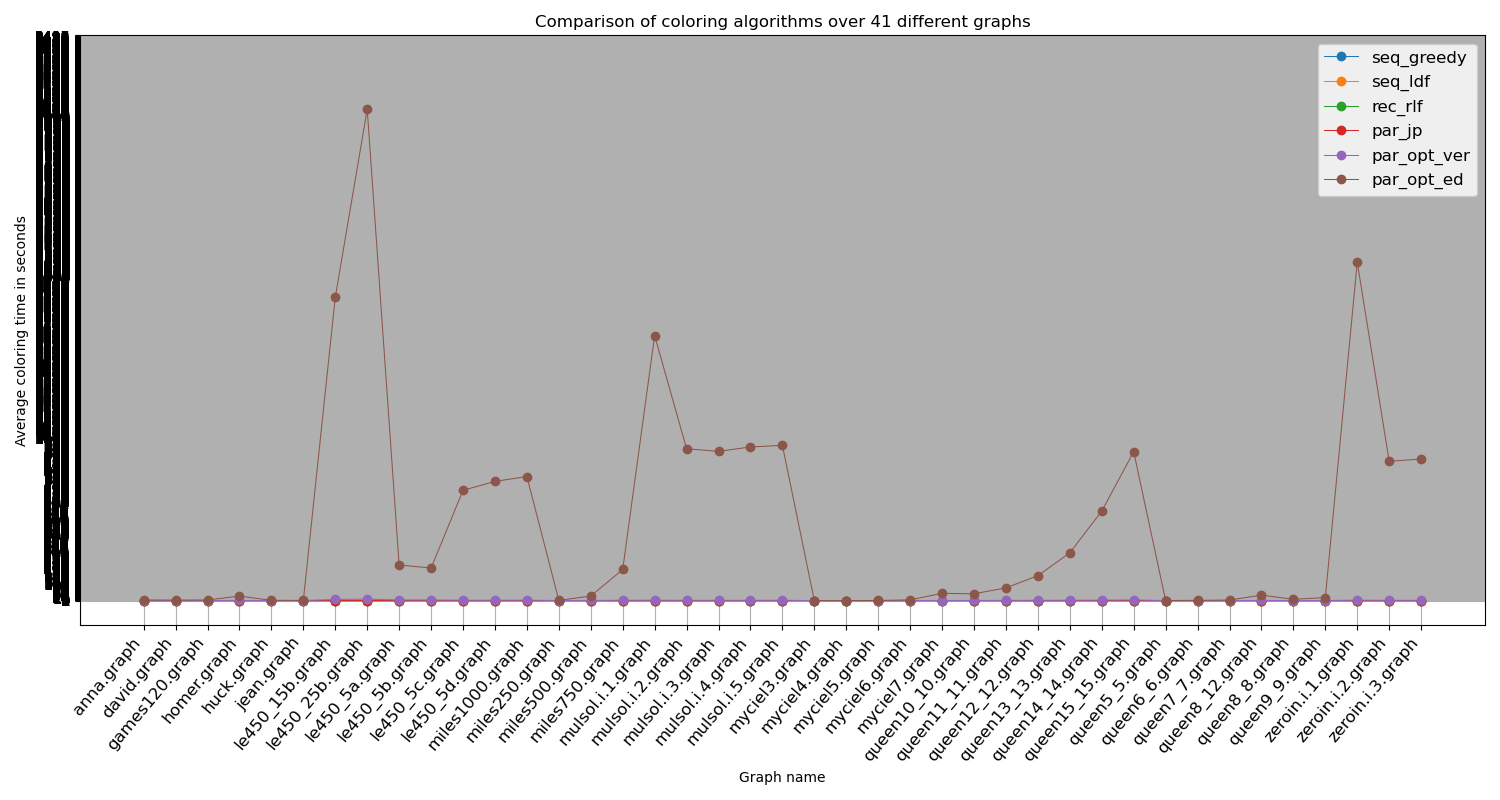 Comparison of coloring algorithms over 41 different graphs
seq_greedy
seq_ldf
rec_rlf
par_jp
par_opt_ver
par_opt_ed
Average coloring time in seconds
anna.graph
david.graph
games120.graph
homer.graph
huck.graph
jean.graph
le450_15b.graph
le450_25b.graph
le450_5a.graph
le450_5b.graph
le450_5c.graph
le450_5d.graph
miles1000.graph
miles250.graph
miles500.graph
miles750.graph
mulsol.i.1.graph
mulsol.i.2.graph
mulsol.i.3.graph
mulsol.i.4.graph
mulsol.i.5.graph
myciel3.graph
myciel4.graph
myciel5.graph
myciel6.graph
myciel7.graph
queen10_10.graph
queen11_11.graph
queen12_12.graph
queen13_13.graph
queen14_14.graph
queen15_15.graph
queen5_5.graph
queen6_6.graph
queen7_7.graph
queen8_12.graph
queen8_8.graph
queen9_9.graph
zeroin.i.1.graph
zeroin.i.2.graph
zeroin.i.3.graph
Graph name